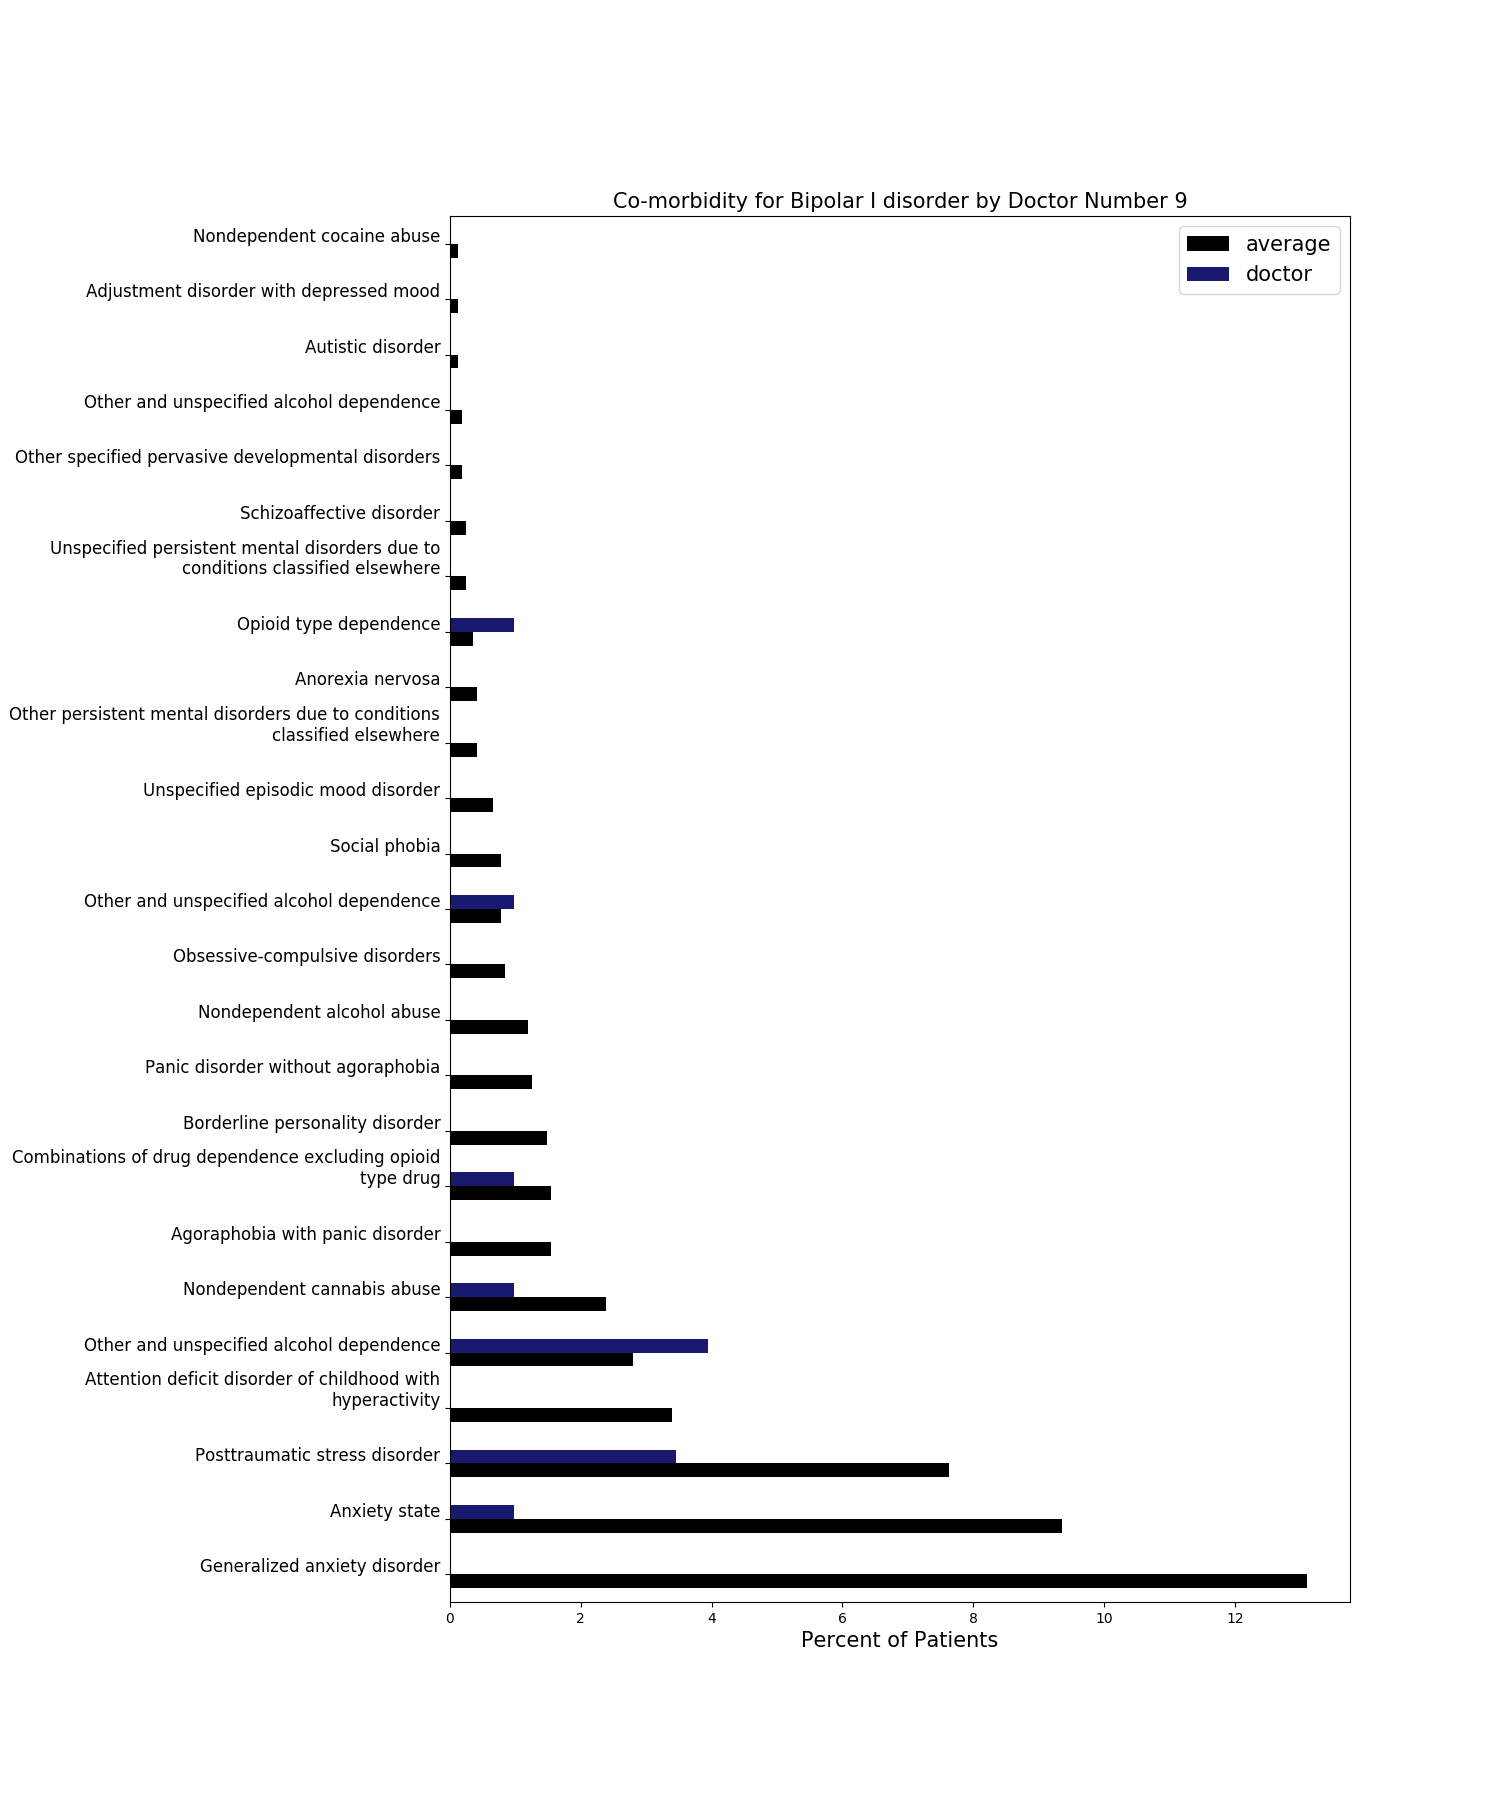 Co-morbidity for Bipolar I disorder by Doctor Number 9
average
doctor
Nondependent cocaine abuse
Adjustment disorder with depressed mood
Autistic disorder
Other and unspecified alcohol dependence
Other specified pervasive developmental disorders
Schizoaffective disorder
Unspecified persistent mental disorders due to
conditions classified elsewhere
Opioid type dependence
Anorexia nervosa
Other persistent mental disorders due to conditions
classified elsewhere
Unspecified episodic mood disorder
Social phobia
Other and unspecified alcohol dependence
Obsessive-compulsive disorders
Nondependent alcohol abuse
Panic disorder without agoraphobia
Borderline personality disorder
Combinations of drug dependence excluding opioid
type drug
Agoraphobia with panic disorder
Nondependent cannabis abuse
Other and unspecified alcohol dependence
Attention deficit disorder of childhood with
hyperactivity
Posttraumatic stress disorder
Anxiety state
Generalized anxiety disorder
0 2 4 6 8 10 12
Percent of Patients